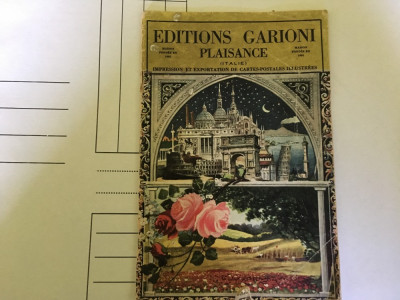 EDITIONS GARIONI
PLAISANCE
(ITALIE)
IMPRESSION ET EXPORTATION DE CARTES-POSTALES ILLUSTRÉES